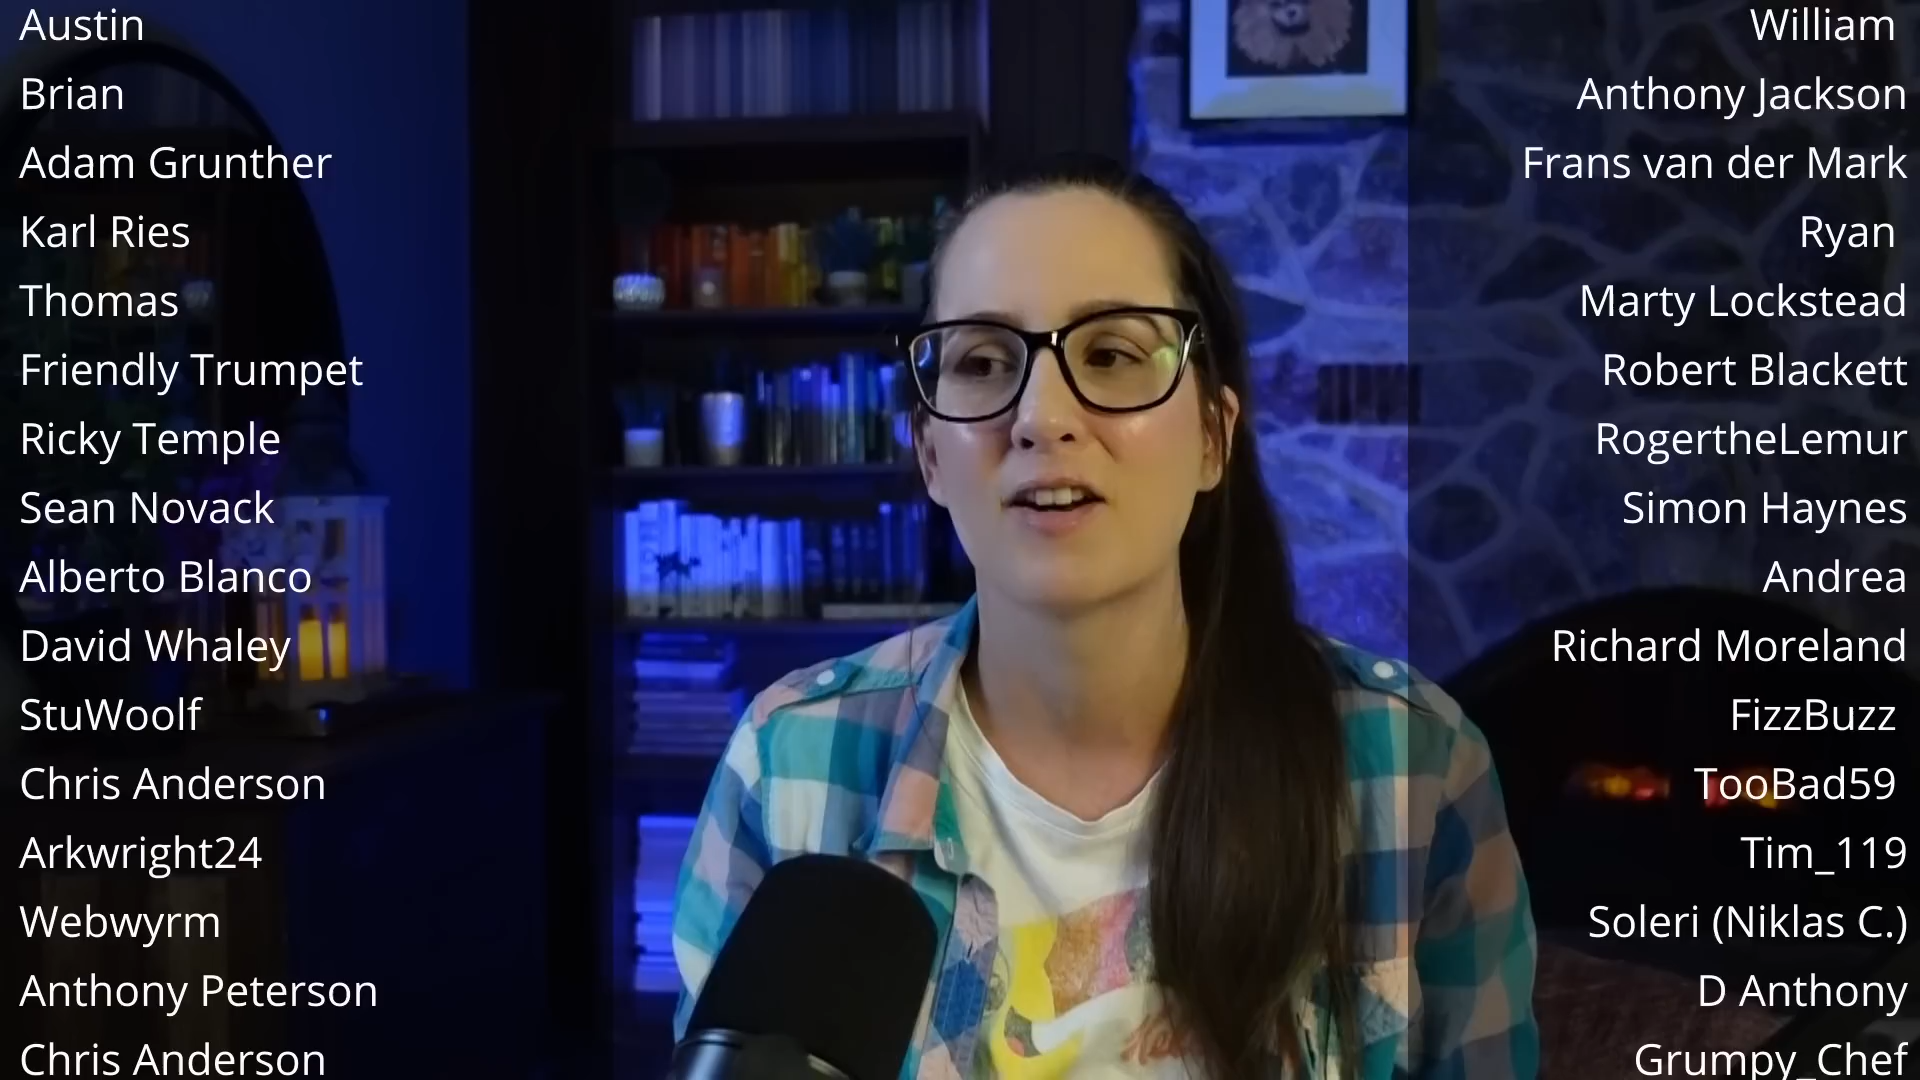 Austin
Brian
Adam Grunther
Karl Ries
Thomas
Friendly Trumpet
Ricky Temple
Sean Novack
Alberto Blanco
David Whaley
StuWoolf
Chris Anderson
Arkwright24
Webwyrm
Anthony Peterson
Chris Anderson
William
Anthony Jackson
Frans van der Mark
Ryan
Marty Lockstead
Robert Blackett
RogertheLemur
Simon Haynes
Andrea
Richard Moreland
FizzBuzz
TooBad59
Tim_119
Soleri (Niklas C.)
D Anthony
Grumpy_Chef